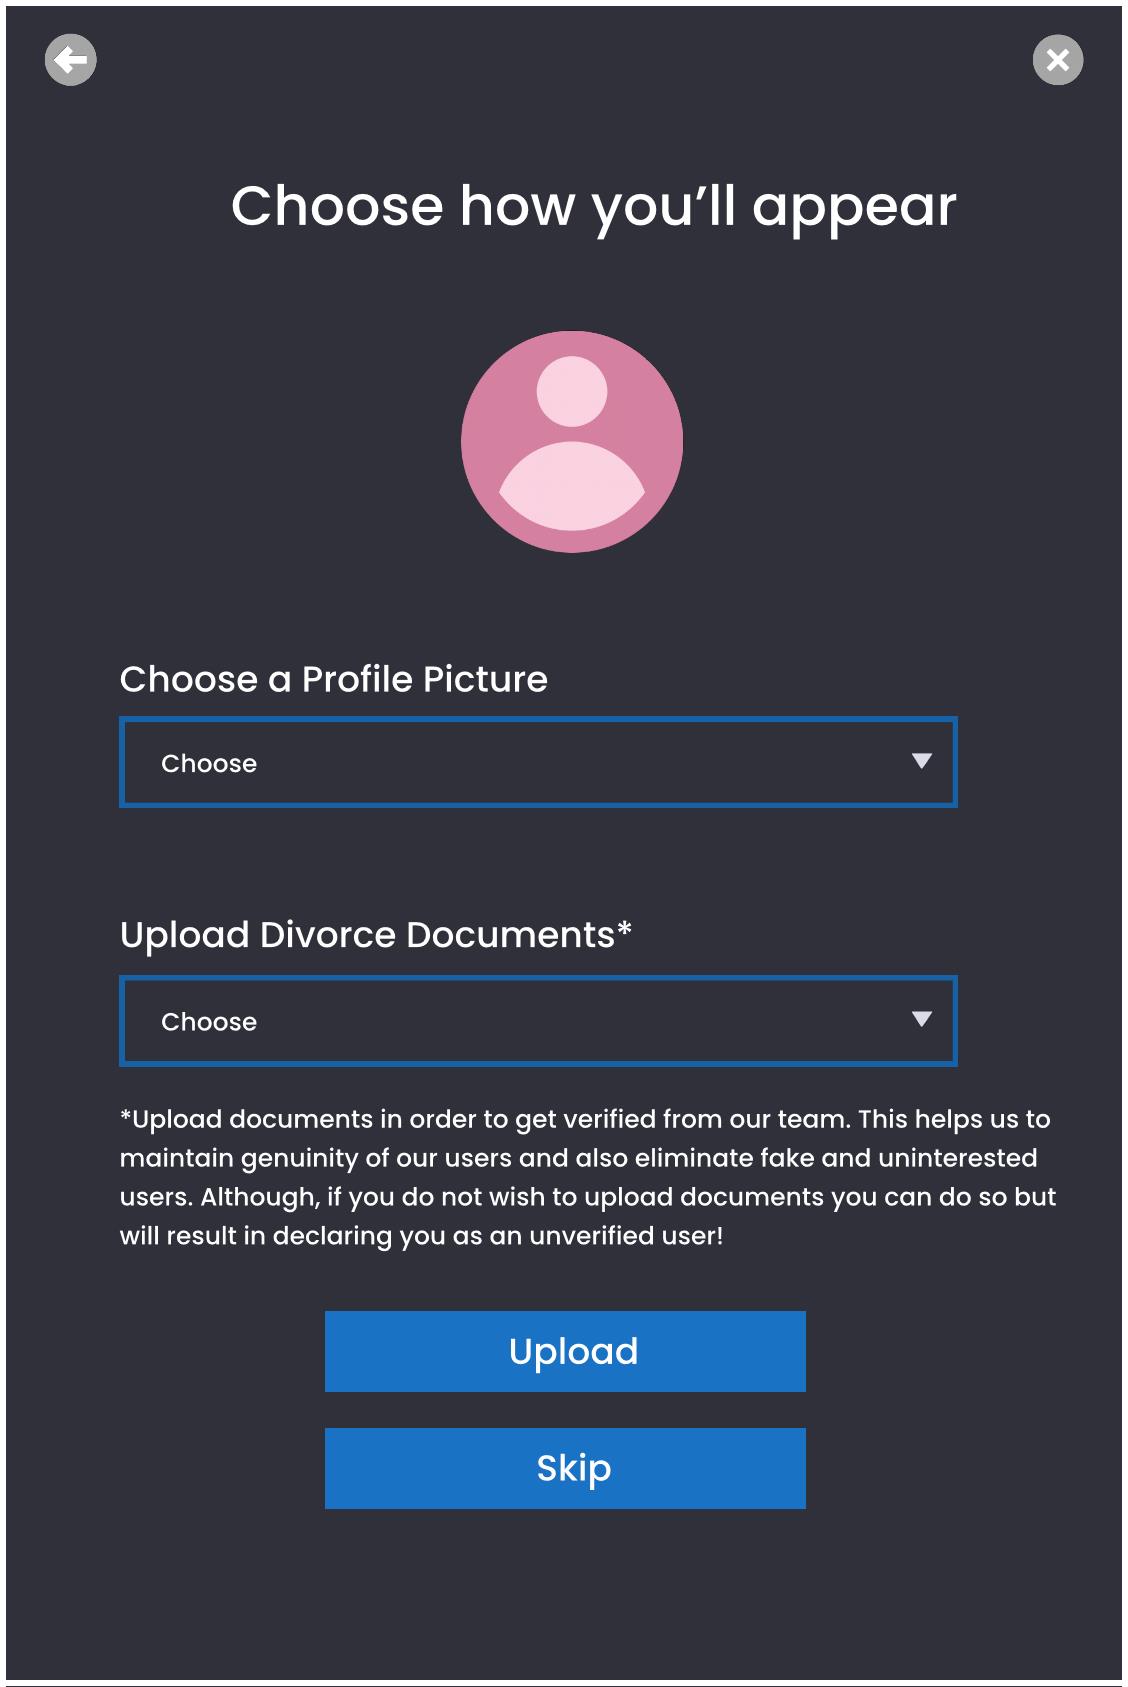 Choose how you’ll appear
Choose a Profile Picture
Choose
Upload Divorce Documents*
Choose
*Upload documents in order to get verified from our team. This helps us to
maintain genuinity of our users and also eliminate fake and uninterested
users. Although, if you do not wish to upload documents you can do so but
will result in declaring you as an unverified user!
Upload
Skip